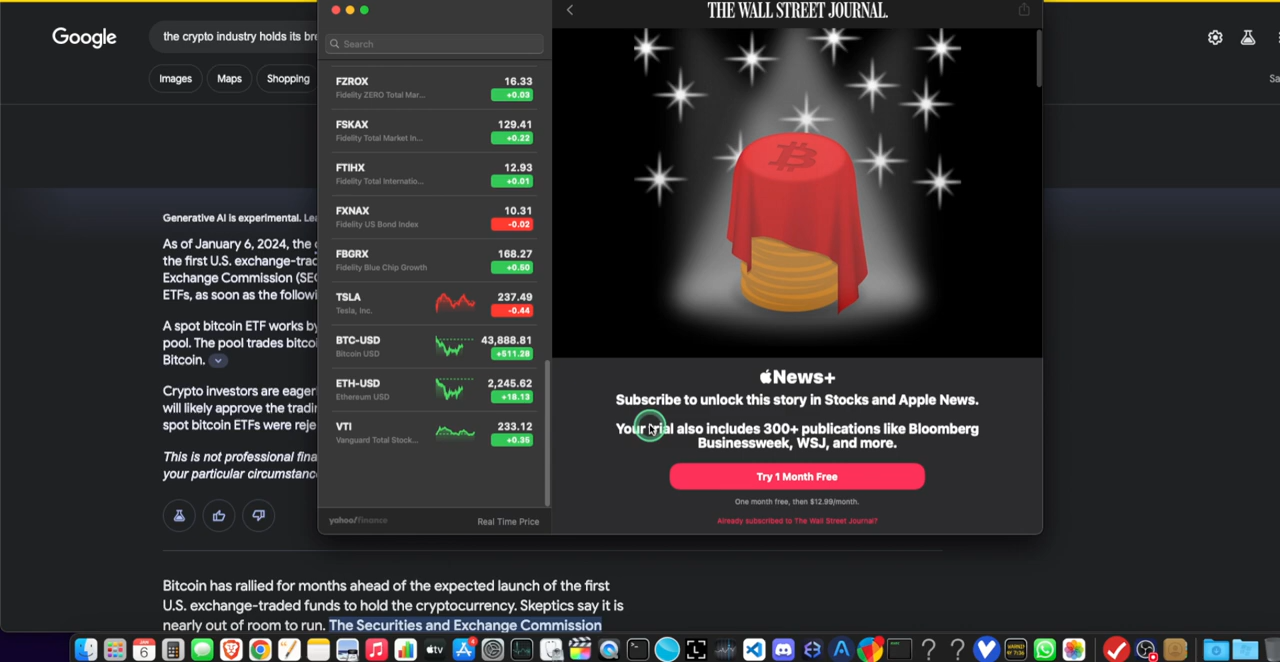 Google
the crypto industry holds its bre
Images
Maps
Shopping
Sa
Generative AI is experimental. Le
As of January 6, 2024, the
the first U.S. exchange-trad
Exchange Commission (SEC
ETFs, as soon as the followi
A spot bitcoin ETF works by
pool. The pool trades bitco
Bitcoin.
Crypto investors are eager
will likely approve the tradin
spot bitcoin ETFs were reje
This is not professional fina
your particular circumstanc
Bitcoin has rallied for months ahead of the expected launch of the first
U.S. exchange-traded funds to hold the cryptocurrency. Skeptics say it is
nearly out of room to run. The Securities and Exchange Commission
Search
FZROX 16.33
Fidelity ZERO Total Mar... +0.03
FSKAX 129.41
Fidelity Total Market In... +0.22
FTIHX 12.93
Fidelity Total Internatio... +0.01
FXNAX 10.31
Fidelity US Bond Index -0.02
FBGRX 168.27
Fidelity Blue Chip Growth +0.50
TSLA 237.49
Tesla, Inc. -0.44
BTC-USD 43,888.81
Bitcoin USD +511.28
ETH-USD 2,245.62
Ethereum USD +18.13
VTI 233.12
Vanguard Total Stock... +0.35
yahoo!finance Real Time Price
THE WALL STREET JOURNAL.
News+
Subscribe to unlock this story in Stocks and Apple News.
Your trial also includes 300+ publications like Bloomberg
Businessweek, WSJ, and more.
Try 1 Month Free
One month free, then $12.99/month.
Already subscribed to The Wall Street Journal?
6
tv